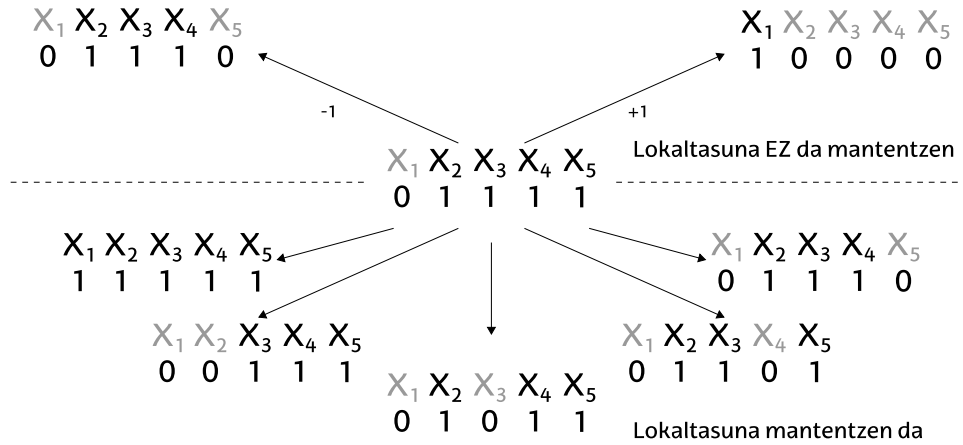 X₁ X₂ X₃ X₄ X₅
0 1 1 1 0
X₁ X₂ X₃ X₄ X₅
1 0 0 0 0
-1
+1
Lokaltasuna EZ da mantentzen
X₁ X₂ X₃ X₄ X₅
0 1 1 1 1
X₁ X₂ X₃ X₄ X₅
1 1 1 1 1
X₁ X₂ X₃ X₄ X₅
0 1 1 1 0
X₁ X₂ X₃ X₄ X₅
0 0 1 1 1
X₁ X₂ X₃ X₄ X₅
0 1 1 0 1
X₁ X₂ X₃ X₄ X₅
0 1 0 1 1
Lokaltasuna mantentzen da